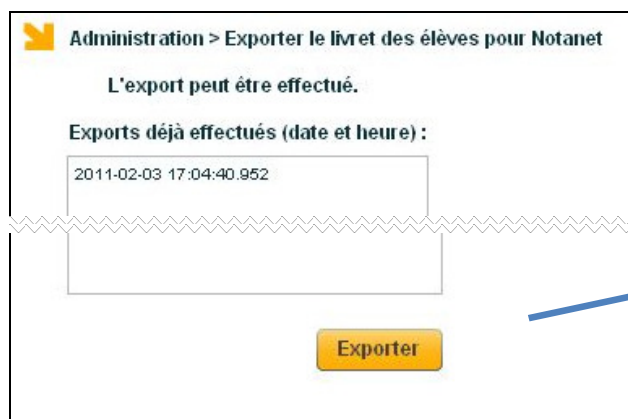 Administration > Exporter le livret des élèves pour Notanet
L'export peut être effectué.
Exports déjà effectués (date et heure) :
2011-02-03 17:04:40.952
Exporter